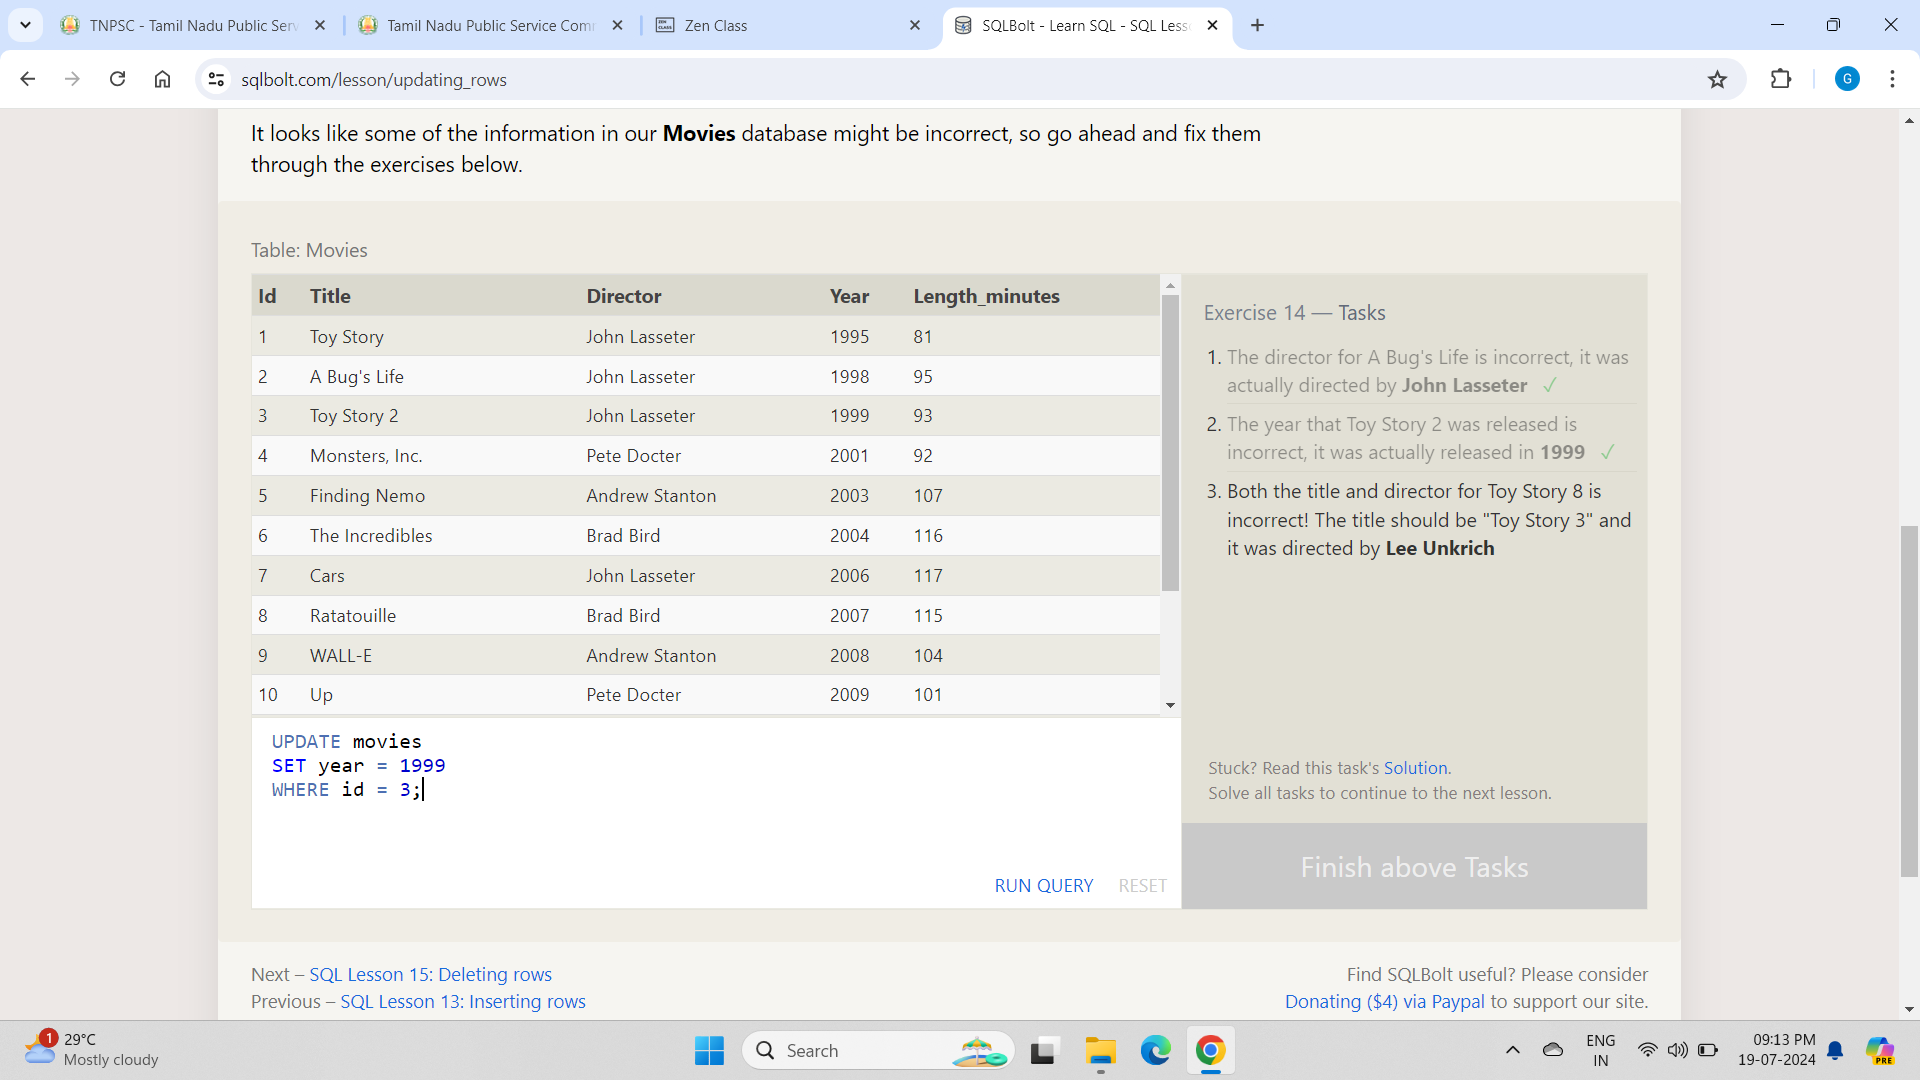 TNPSC - Tamil Nadu Public Serv
Tamil Nadu Public Service Comm
Zen Class
SQLBolt - Learn SQL - SQL Less
sqlbolt.com/lesson/updating_rows
G
It looks like some of the information in our Movies database might be incorrect, so go ahead and fix them
through the exercises below.
Table: Movies
Id Title Director Year Length_minutes
1 Toy Story John Lasseter 1995 81
2 A Bug's Life John Lasseter 1998 95
3 Toy Story 2 John Lasseter 1999 93
4 Monsters, Inc. Pete Docter 2001 92
5 Finding Nemo Andrew Stanton 2003 107
6 The Incredibles Brad Bird 2004 116
7 Cars John Lasseter 2006 117
8 Ratatouille Brad Bird 2007 115
9 WALL-E Andrew Stanton 2008 104
10 Up Pete Docter 2009 101
UPDATE movies
SET year = 1999
WHERE id = 3;
RUN QUERY RESET
Exercise 14 — Tasks
1. The director for A Bug's Life is incorrect, it was
actually directed by John Lasseter ✓
2. The year that Toy Story 2 was released is
incorrect, it was actually released in 1999 ✓
3. Both the title and director for Toy Story 8 is
incorrect! The title should be "Toy Story 3" and
it was directed by Lee Unkrich
Stuck? Read this task's Solution.
Solve all tasks to continue to the next lesson.
Finish above Tasks
Next – SQL Lesson 15: Deleting rows
Previous – SQL Lesson 13: Inserting rows
Find SQLBolt useful? Please consider
Donating ($4) via Paypal to support our site.
1
29°C
Mostly cloudy
Search
ENG
IN
09:13 PM
19-07-2024
PRE